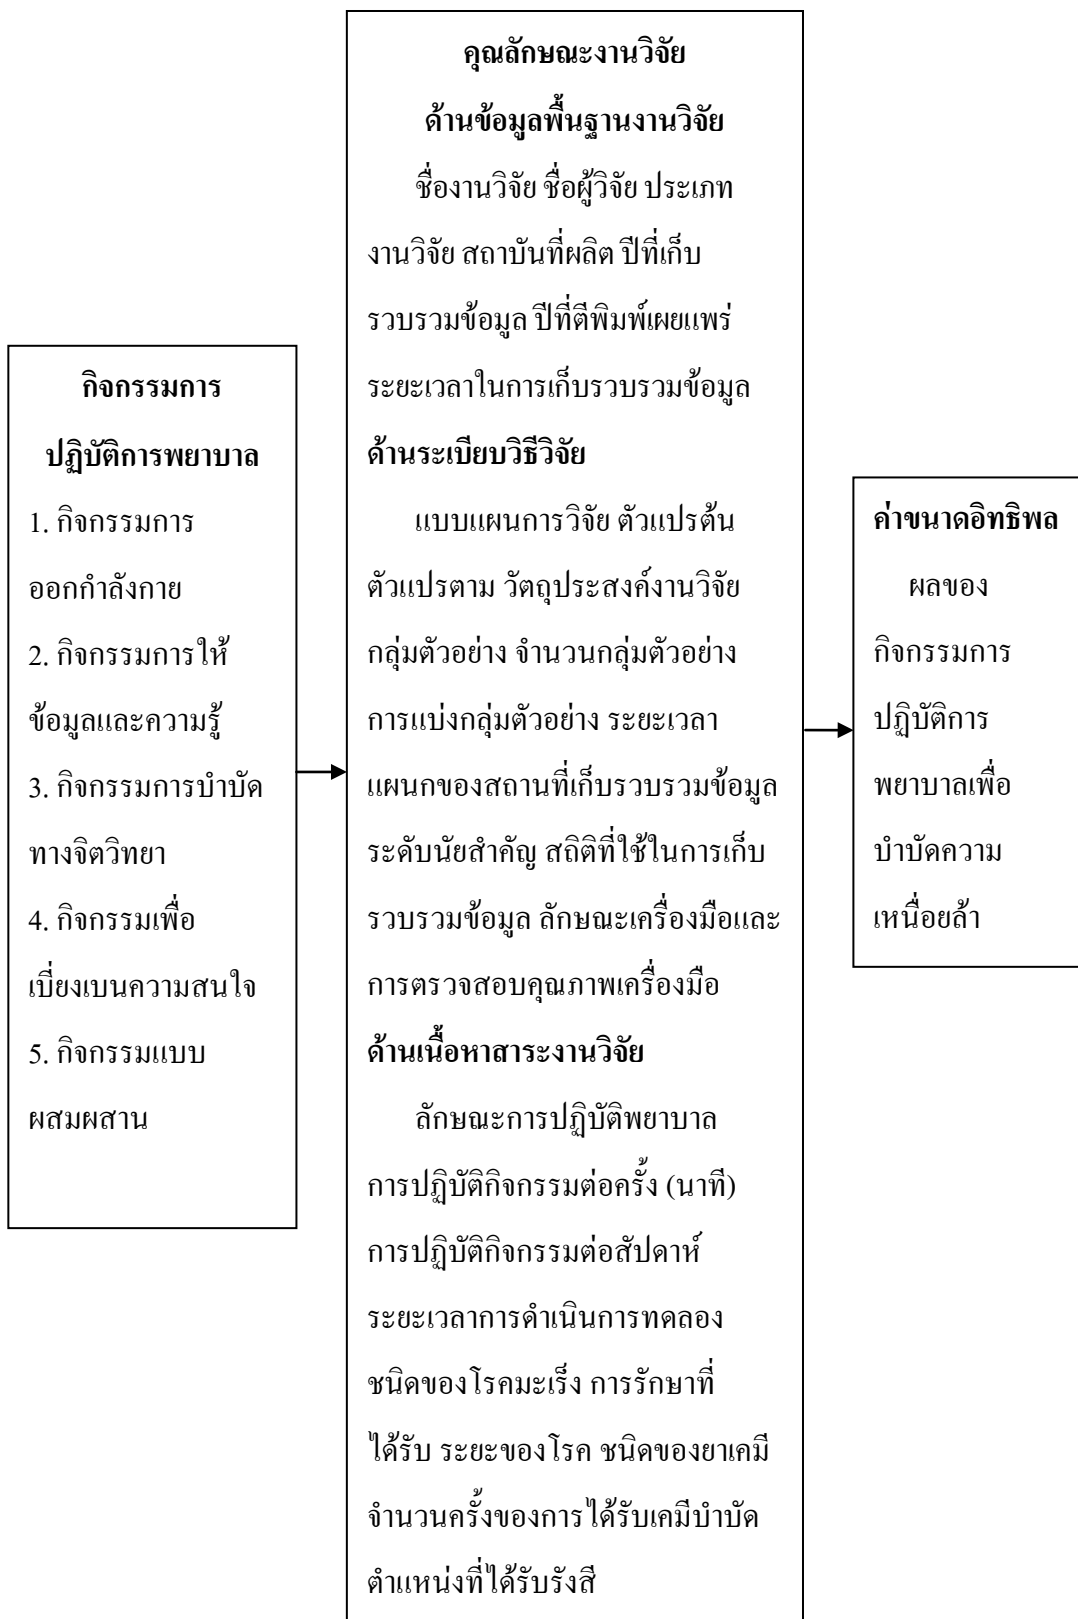 กิจกรรมการ
ปฏิบัติการพยาบาล
1. กิจกรรมการ
ออกกำลังกาย
2. กิจกรรมการให้
ข้อมูลและความรู้
3. กิจกรรมการบำบัด
ทางจิตวิทยา
4. กิจกรรมเพื่อ
เบี่ยงเบนความสนใจ
5. กิจกรรมแบบ
ผสมผสาน
คุณลักษณะงานวิจัย
ด้านข้อมูลพื้นฐานงานวิจัย
ชื่องานวิจัย ชื่อผู้วิจัย ประเภท
งานวิจัย สถาบันที่ผลิต ปีที่เก็บ
รวบรวมข้อมูล ปีที่ตีพิมพ์เผยแพร่
ระยะเวลาในการเก็บรวบรวมข้อมูล
ด้านระเบียบวิธีวิจัย
แบบแผนการวิจัย ตัวแปรต้น
ตัวแปรตาม วัตถุประสงค์งานวิจัย
กลุ่มตัวอย่าง จำนวนกลุ่มตัวอย่าง
การแบ่งกลุ่มตัวอย่าง ระยะเวลา
แผนกของสถานที่เก็บรวบรวมข้อมูล
ระดับนัยสำคัญ สถิติที่ใช้ในการเก็บ
รวบรวมข้อมูล ลักษณะเครื่องมือและ
การตรวจสอบคุณภาพเครื่องมือ
ด้านเนื้อหาสาระงานวิจัย
ลักษณะการปฏิบัติพยาบาล
การปฏิบัติกิจกรรมต่อครั้ง (นาที)
การปฏิบัติกิจกรรมต่อสัปดาห์
ระยะเวลาการดำเนินการทดลอง
ชนิดของโรคมะเร็ง การรักษาที่
ได้รับ ระยะของโรค ชนิดของยาเคมี
จำนวนครั้งของการได้รับเคมีบำบัด
ตำแหน่งที่ได้รับรังสี
ค่าขนาดอิทธิพล
ผลของ
กิจกรรมการ
ปฏิบัติการ
พยาบาลเพื่อ
บำบัดความ
เหนื่อยล้า